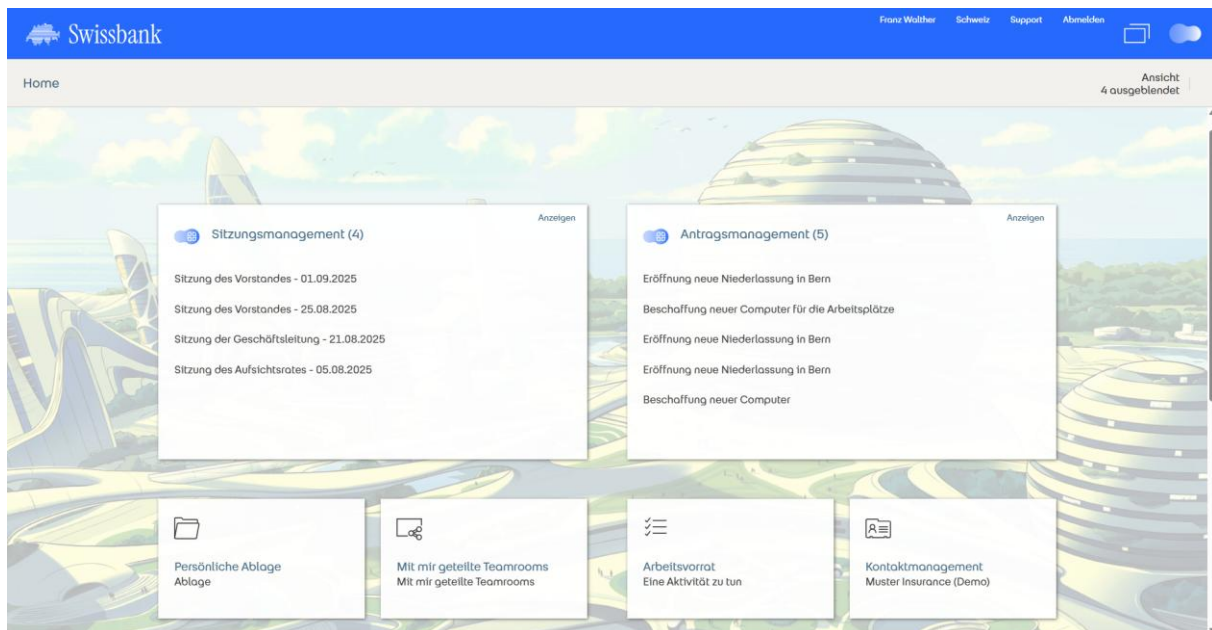 Swissbank
Franz Walther Schweiz Support Abmelden
Home
Ansicht
4 ausgeblendet
Anzeigen
Sitzungsmanagement (4)
Sitzung des Vorstandes - 01.09.2025
Sitzung des Vorstandes - 25.08.2025
Sitzung der Geschäftsleitung - 21.08.2025
Sitzung des Aufsichtsrates - 05.08.2025
Anzeigen
Antragsmanagement (5)
Eröffnung neue Niederlassung in Bern
Beschaffung neuer Computer für die Arbeitsplätze
Eröffnung neue Niederlassung in Bern
Eröffnung neue Niederlassung in Bern
Beschaffung neuer Computer
Persönliche Ablage
Ablage
Mit mir geteilte Teamrooms
Mit mir geteilte Teamrooms
Arbeitsvorrat
Eine Aktivität zu tun
Kontaktmanagement
Muster Insurance (Demo)